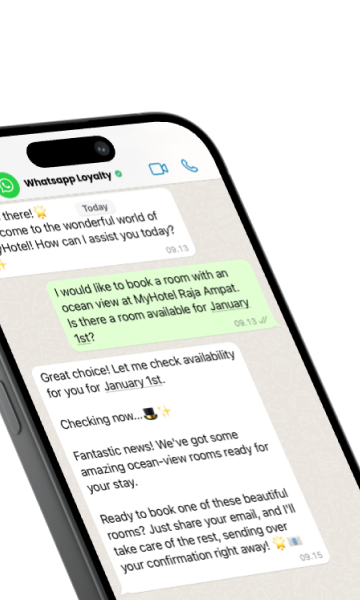 Whatsapp Loyalty
there!🌟
Today
come to the wonderful world of
Hotel! How can I assist you today?
✨
09.13
I would like to book a room with an
ocean view at MyHotel Raja Ampat.
Is there a room available for January
1st?
09.13
Great choice! Let me check availability
for you for January 1st.
Checking now...🎩✨
Fantastic news! We've got some
amazing ocean-view rooms ready for
your stay.
Ready to book one of these beautiful
rooms? Just share your email, and I'll
take care of the rest, sending over
your confirmation right away! 🌟📧
09.15